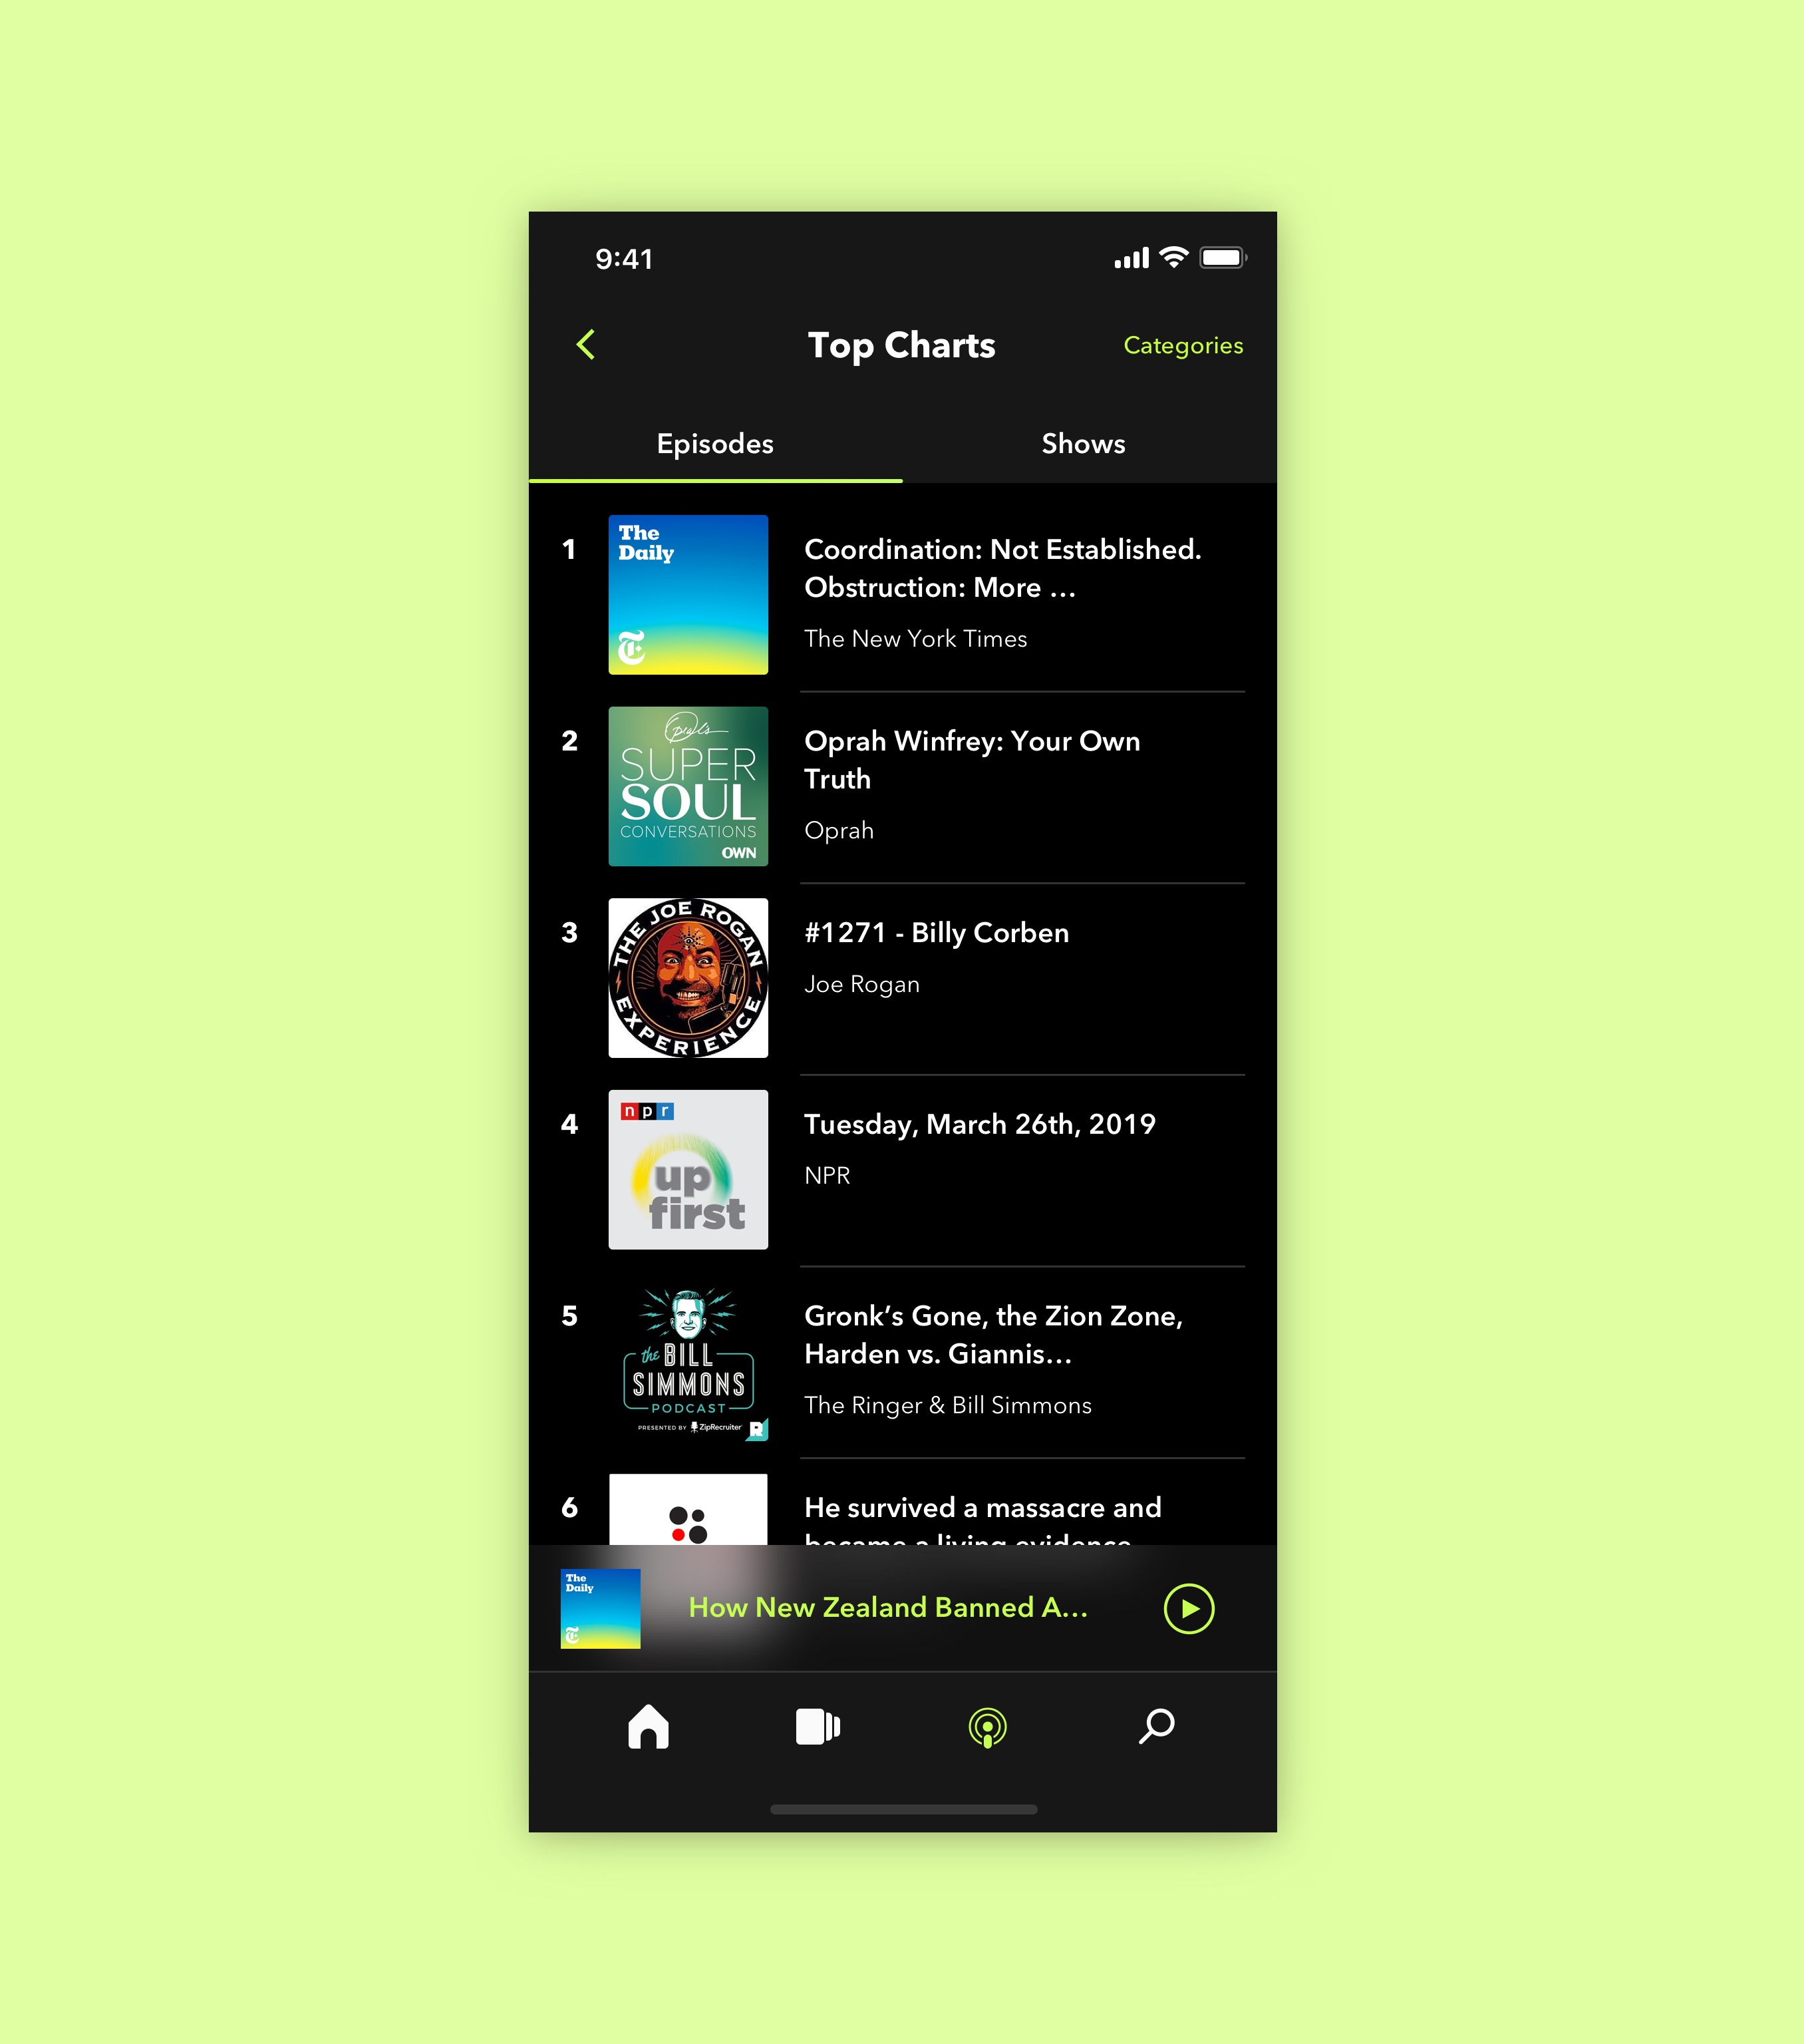 9:41
Top Charts
Categories
Episodes
Shows
1
The
Daily
Coordination: Not Established.
Obstruction: More …
The New York Times
2
Oprah's
SUPER
SOUL
CONVERSATIONS
OWN
Oprah Winfrey: Your Own
Truth
Oprah
3
THE JOE ROGAN
EXPERIENCE
#1271 - Billy Corben
Joe Rogan
4
npr
up
first
Tuesday, March 26th, 2019
NPR
5
the BILL
SIMMONS
PODCAST
PRESENTED BY ZipRecruiter
R
Gronk’s Gone, the Zion Zone,
Harden vs. Giannis…
The Ringer & Bill Simmons
6
He survived a massacre and
became a living evidence
The
Daily
How New Zealand Banned A…